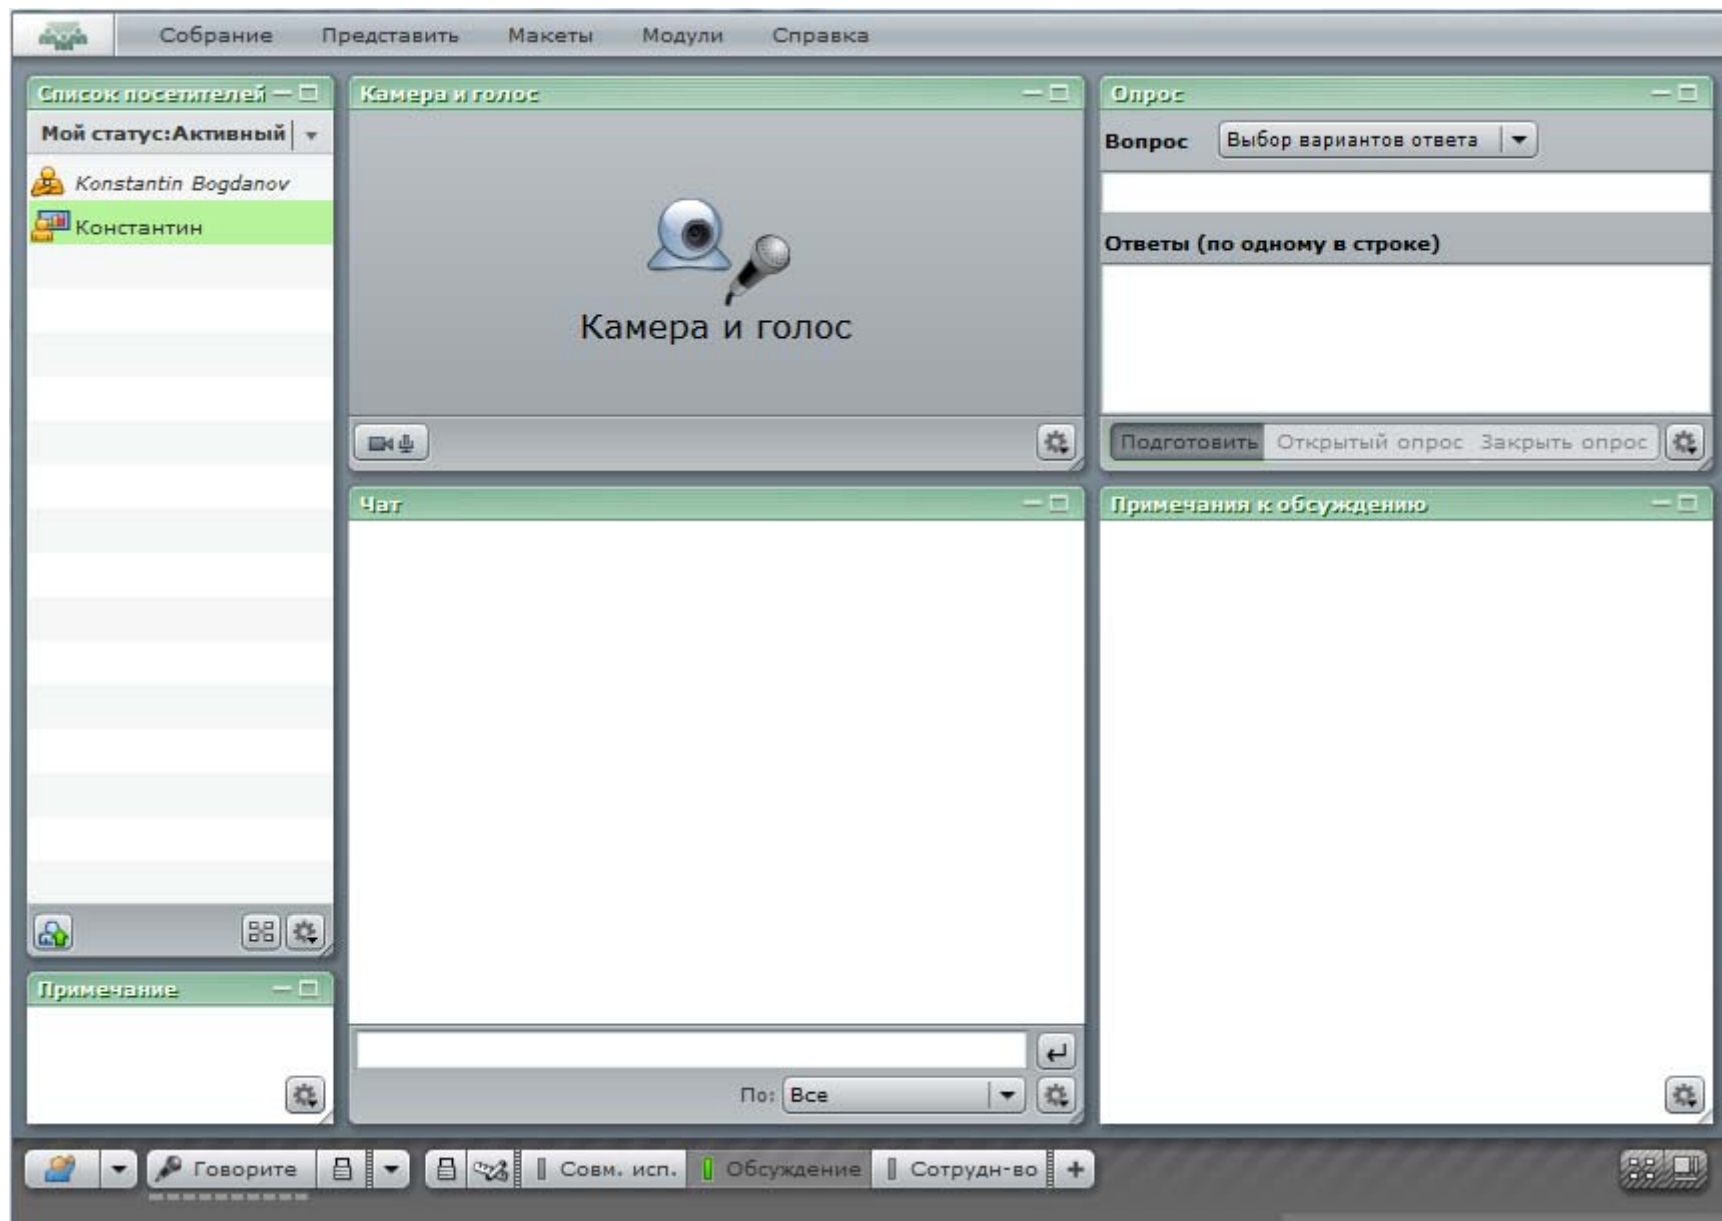 Собрание Представить Макеты Модули Справка
Список посетителей
Мой статус:Активный
Konstantin Bogdanov
Константин
Примечание
Камера и голос
Камера и голос
Чат
По: Все
Опрос
Вопрос Выбор вариантов ответа
Ответы (по одному в строке)
Подготовить Открытый опрос Закрыть опрос
Примечания к обсуждению
Говорите Совм. исп. Обсуждение Сотрудн-во +